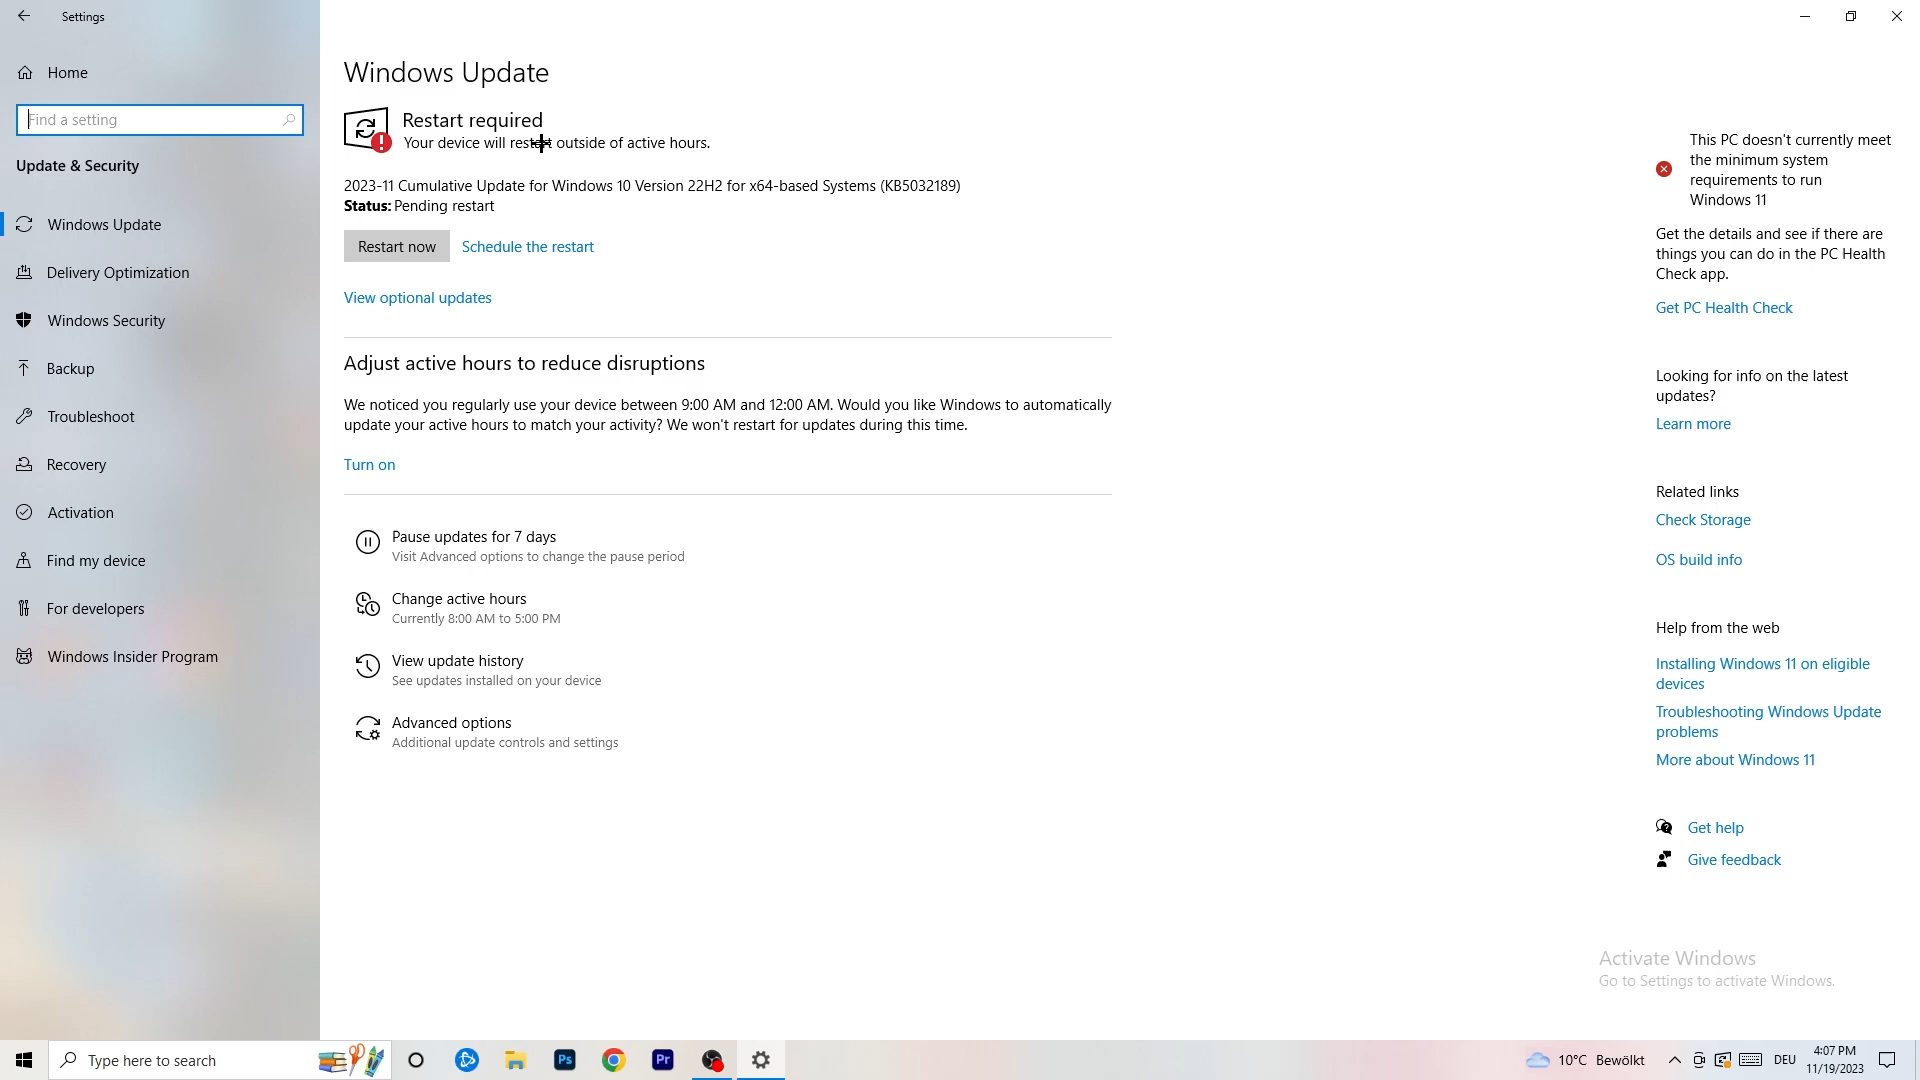 Settings
Home
Find a setting
Update & Security
Windows Update
Delivery Optimization
Windows Security
Backup
Troubleshoot
Recovery
Activation
Find my device
For developers
Windows Insider Program
Windows Update
Restart required
Your device will restart outside of active hours.
2023-11 Cumulative Update for Windows 10 Version 22H2 for x64-based Systems (KB5032189)
Status: Pending restart
Restart now
Schedule the restart
View optional updates
Adjust active hours to reduce disruptions
We noticed you regularly use your device between 9:00 AM and 12:00 AM. Would you like Windows to automatically
update your active hours to match your activity? We won't restart for updates during this time.
Turn on
Pause updates for 7 days
Visit Advanced options to change the pause period
Change active hours
Currently 8:00 AM to 5:00 PM
View update history
See updates installed on your device
Advanced options
Additional update controls and settings
This PC doesn't currently meet
the minimum system
requirements to run
Windows 11
Get the details and see if there are
things you can do in the PC Health
Check app.
Get PC Health Check
Looking for info on the latest
updates?
Learn more
Related links
Check Storage
OS build info
Help from the web
Installing Windows 11 on eligible
devices
Troubleshooting Windows Update
problems
More about Windows 11
Get help
Give feedback
Activate Windows
Go to Settings to activate Windows.
Type here to search
Ps
Pr
10°C Bewölkt
DEU
4:07 PM
11/19/2023